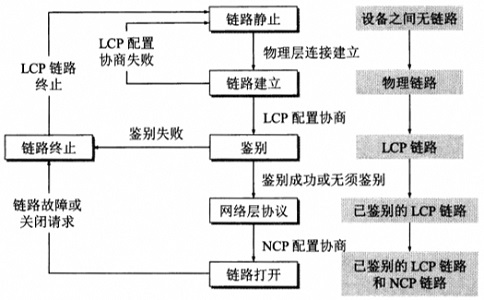 链路静止
设备之间无链路
LCP 配置
协商失败
物理层连接建立
LCP 链路
终止
链路建立
物理链路
LCP 配置协商
鉴别失败
链路终止
鉴别
LCP 链路
鉴别成功或无须鉴别
链路故障或
关闭请求
网络层协议
已鉴别的 LCP 链路
NCP 配置协商
链路打开
已鉴别的 LCP 链路
和 NCP 链路